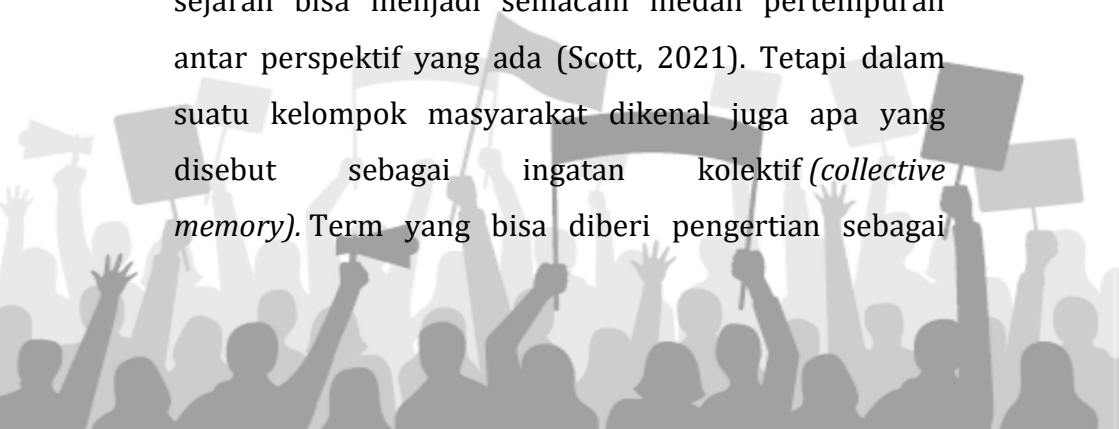 sejarah bisa menjadi semacam medan pertempuran
antar perspektif yang ada (Scott, 2021). Tetapi dalam
suatu kelompok masyarakat dikenal juga apa yang
disebut sebagai ingatan kolektif (collective
memory). Term yang bisa diberi pengertian sebagai